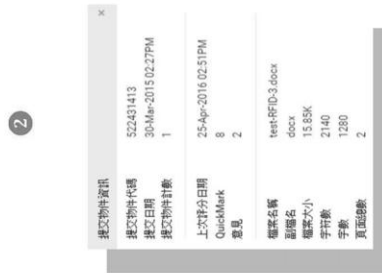 2
提交物件資訊 ×
提交物件代碼 522431413
提交日期 30-Mar-2015 02:27PM
提交物件計數 1
上次評分日期 25-Apr-2016 02:51PM
QuickMark 8
意見 2
檔案名稱 test-RFID-3.docx
副檔名 docx
檔案大小 15.85K
字符數 2140
字數 1280
頁面總數 2